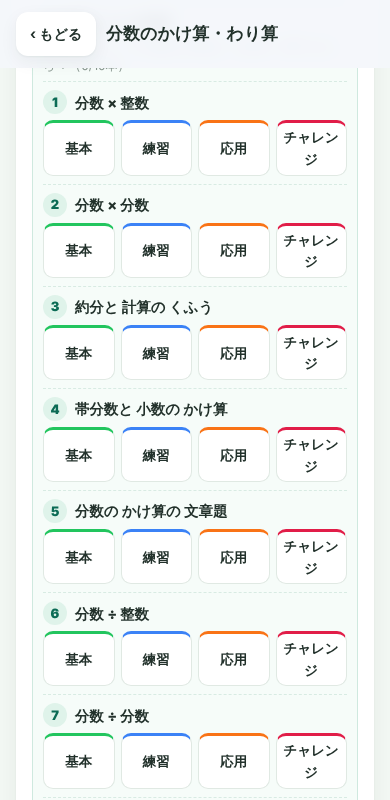 ‹ もどる
分数のかけ算・わり算
1 分数 × 整数
基本 練習 応用 チャレン
ジ
2 分数 × 分数
基本 練習 応用 チャレン
ジ
3 約分と 計算の くふう
基本 練習 応用 チャレン
ジ
4 帯分数と 小数の かけ算
基本 練習 応用 チャレン
ジ
5 分数の かけ算の 文章題
基本 練習 応用 チャレン
ジ
6 分数 ÷ 整数
基本 練習 応用 チャレン
ジ
7 分数 ÷ 分数
基本 練習 応用 チャレン
ジ